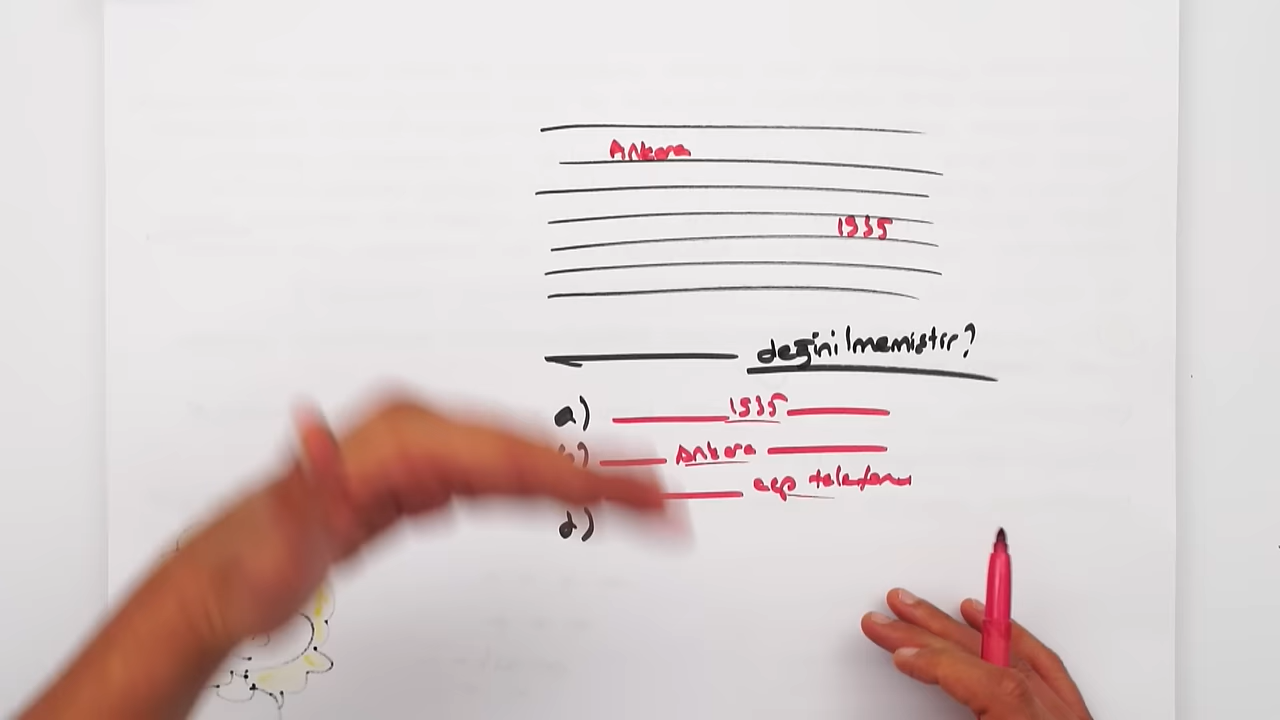 Ankara
1935
değinilmemiştir?
a) 1935
b) Ankara
cep telefonu
d)